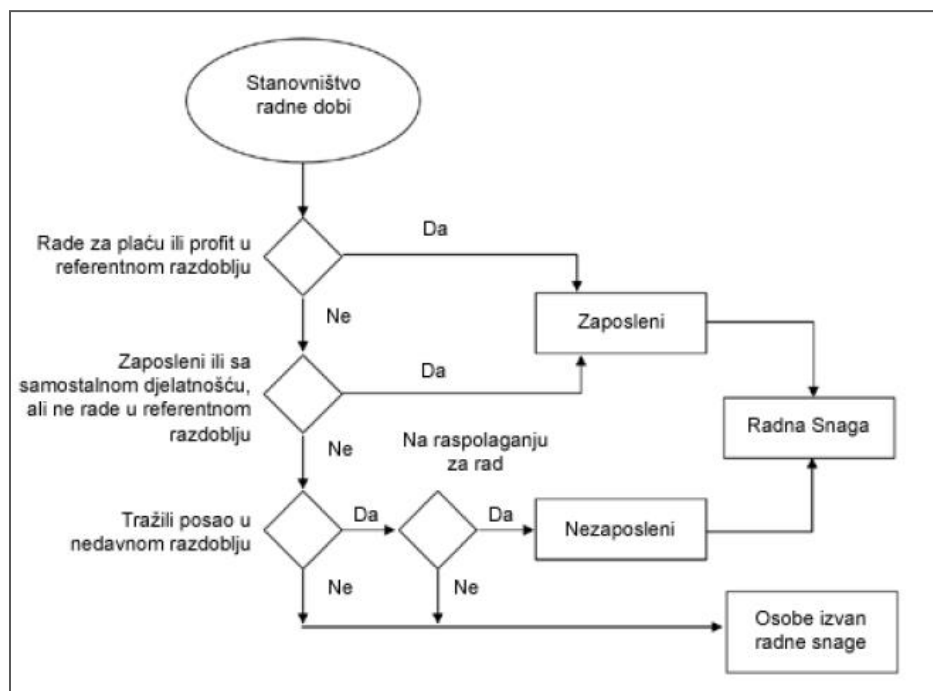 Stanovništvo
radne dobi
Rade za plaću ili profit u
referentnom razdoblju
Da
Ne
Zaposleni
Zaposleni ili sa
samostalnom djelatnošću,
ali ne rade u referentnom
razdoblju
Da
Ne
Radna Snaga
Na raspolaganju
za rad
Tražili posao u
nedavnom razdoblju
Da
Da
Nezaposleni
Ne
Ne
Osobe izvan
radne snage